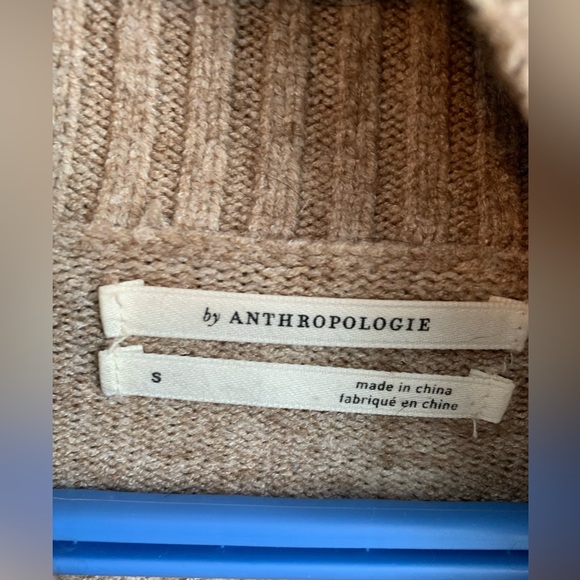 by ANTHROPOLOGIE
S
made in china
fabriqué en chine